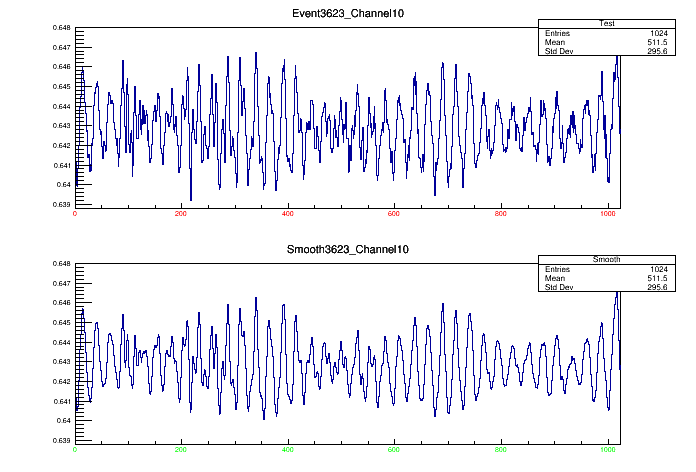 Event3623_Channel10
Test
Entries 1024
Mean 511.5
Std Dev 295.6
0.648
0.647
0.646
0.645
0.644
0.643
0.642
0.641
0.64
0.639
0 200 400 600 800 1000
Smooth3623_Channel10
Smooth
Entries 1024
Mean 511.5
Std Dev 295.6
0.648
0.647
0.646
0.645
0.644
0.643
0.642
0.641
0.64
0.639
0 200 400 600 800 1000